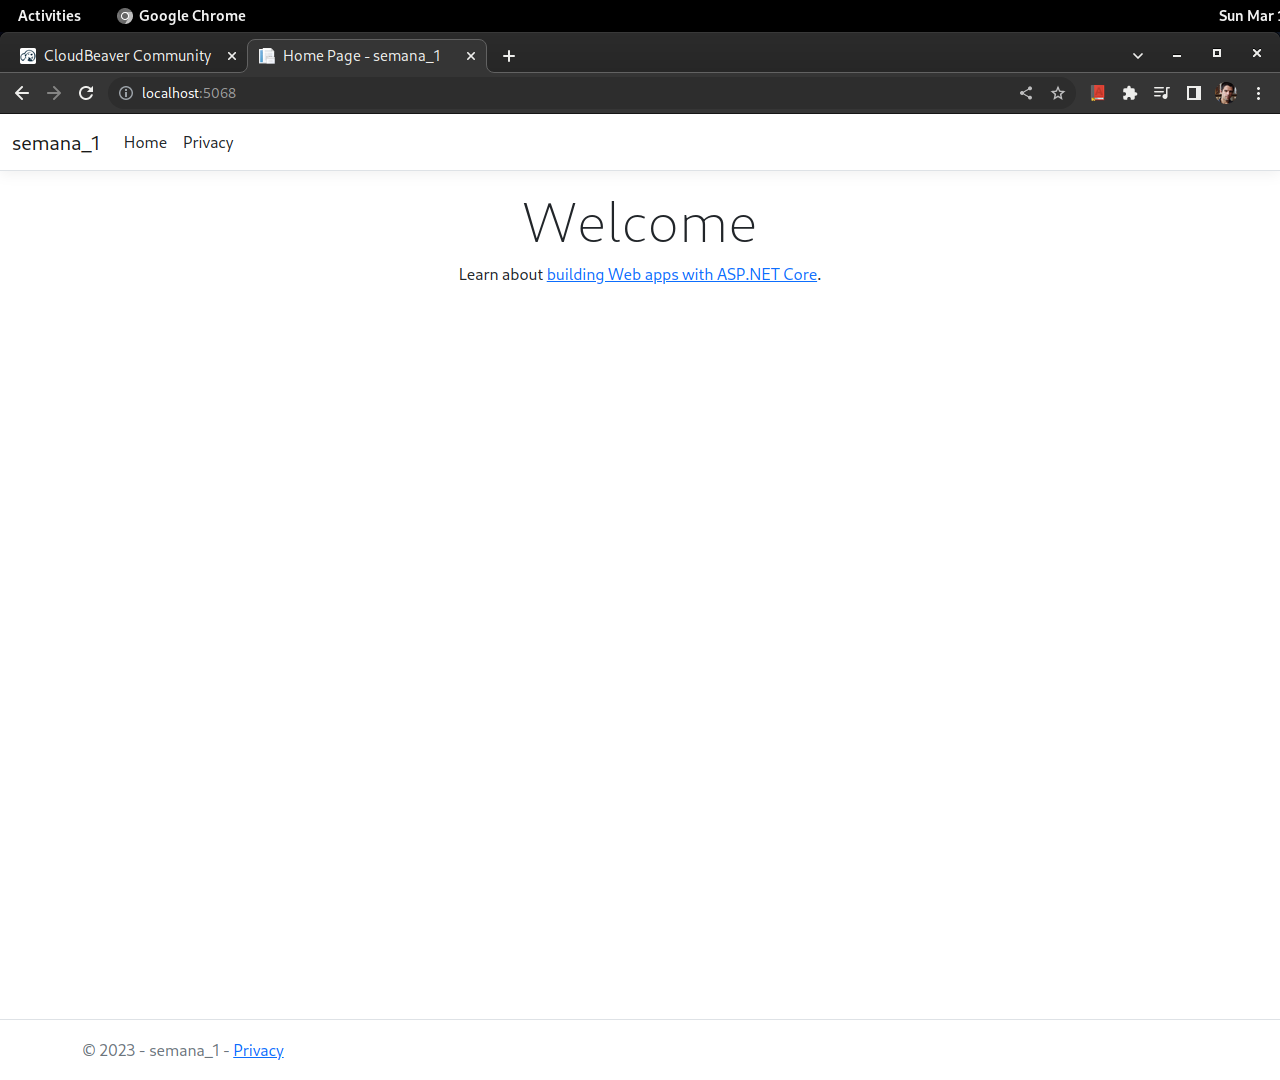 Activities Google Chrome Sun Mar
CloudBeaver Community Home Page - semana_1
localhost:5068
semana_1 Home Privacy
Welcome
Learn about building Web apps with ASP.NET Core.
© 2023 - semana_1 - Privacy